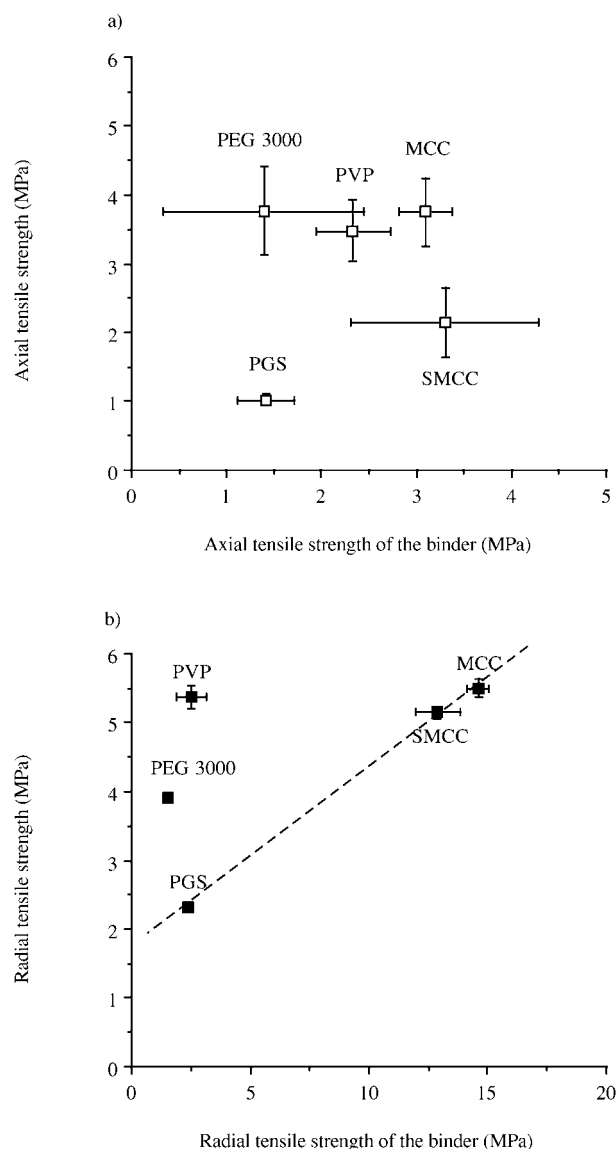 a)
6
5
4
3
2
1
0
Axial tensile strength (MPa)
PEG 3000
PVP
MCC
PGS
SMCC
0 1 2 3 4 5
Axial tensile strength of the binder (MPa)
b)
6
5
4
3
2
1
0
Radial tensile strength (MPa)
PVP
MCC
SMCC
PEG 3000
PGS
0 5 10 15 20
Radial tensile strength of the binder (MPa)